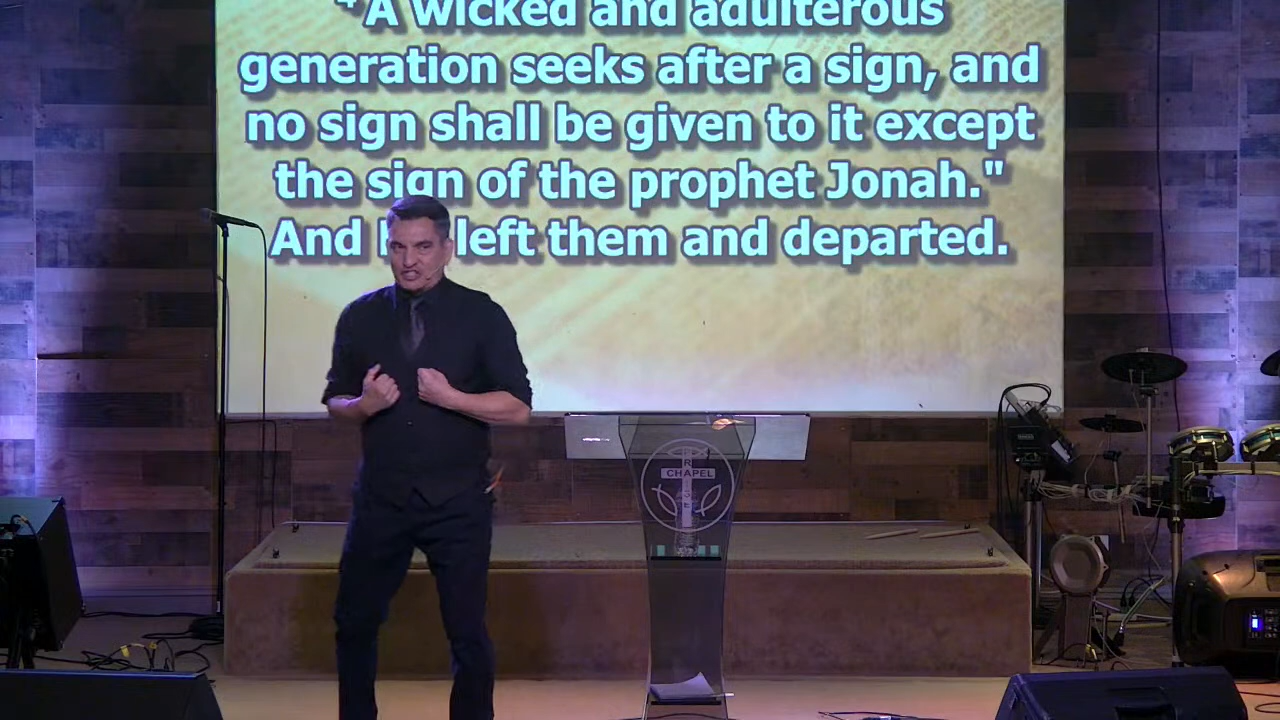 4 "A wicked and adulterous
generation seeks after a sign, and
no sign shall be given to it except
the sign of the prophet Jonah."
And left them and departed.
CHAPEL